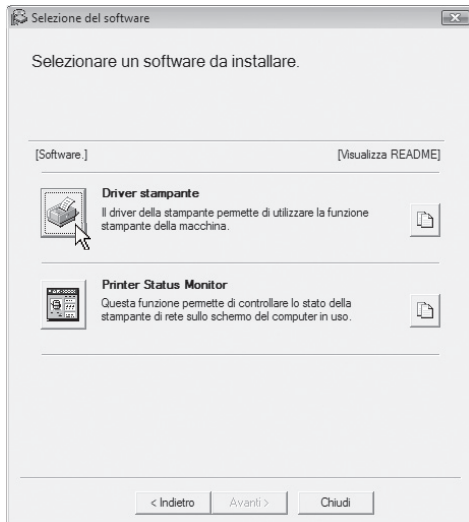 Selezione del software
Selezionare un software da installare.
[Software.] [Visualizza README]
Driver stampante
Il driver della stampante permette di utilizzare la funzione
stampante della macchina.
Printer Status Monitor
Questa funzione permette di controllare lo stato della
stampante di rete sullo schermo del computer in uso.
< Indietro Avanti > Chiudi